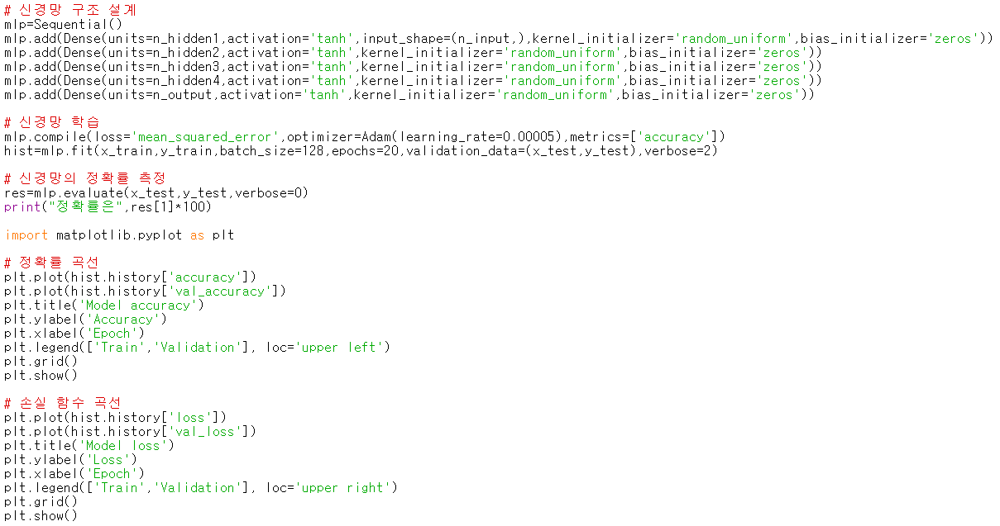 # 신경망 구조 설계
mlp=Sequential()
mlp.add(Dense(units=n_hidden1,activation='tanh',input_shape=(n_input,),kernel_initializer='random_uniform',bias_initializer='zeros'))
mlp.add(Dense(units=n_hidden2,activation='tanh',kernel_initializer='random_uniform',bias_initializer='zeros'))
mlp.add(Dense(units=n_hidden3,activation='tanh',kernel_initializer='random_uniform',bias_initializer='zeros'))
mlp.add(Dense(units=n_hidden4,activation='tanh',kernel_initializer='random_uniform',bias_initializer='zeros'))
mlp.add(Dense(units=n_output,activation='tanh',kernel_initializer='random_uniform',bias_initializer='zeros'))
# 신경망 학습
mlp.compile(loss='mean_squared_error',optimizer=Adam(learning_rate=0.00005),metrics=['accuracy'])
hist=mlp.fit(x_train,y_train,batch_size=128,epochs=20,validation_data=(x_test,y_test),verbose=2)
# 신경망의 정확률 측정
res=mlp.evaluate(x_test,y_test,verbose=0)
print("정확률은",res[1]*100)
import matplotlib.pyplot as plt
# 정확률 곡선
plt.plot(hist.history['accuracy'])
plt.plot(hist.history['val_accuracy'])
plt.title('Model accuracy')
plt.ylabel('Accuracy')
plt.xlabel('Epoch')
plt.legend(['Train','Validation'], loc='upper left')
plt.grid()
plt.show()
# 손실 함수 곡선
plt.plot(hist.history['loss'])
plt.plot(hist.history['val_loss'])
plt.title('Model loss')
plt.ylabel('Loss')
plt.xlabel('Epoch')
plt.legend(['Train','Validation'], loc='upper right')
plt.grid()
plt.show()